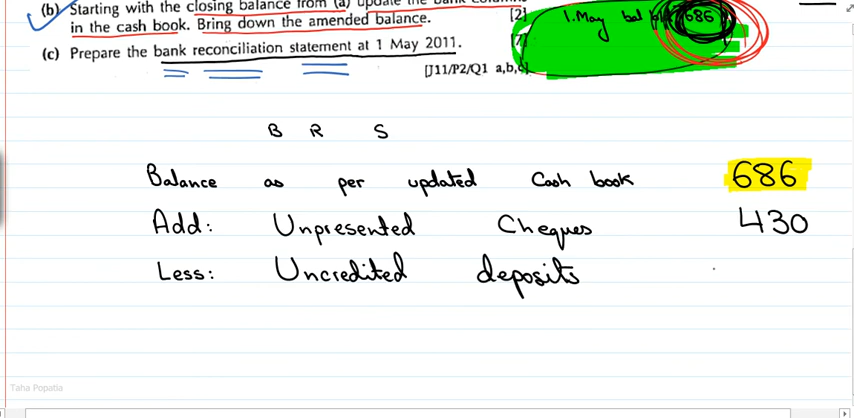 (b) Starting with the closing balance from (a) update the bank columns
in the cash book. Bring down the amended balance. [2]
(c) Prepare the bank reconciliation statement at 1 May 2011. [7]
[J11/P2/Q1 a,b,c]
1.May bal 686
B R S
Balance as per updated Cash book 686
Add: Unpresented Cheques 430
Less: Uncredited deposits
Taha Popatia